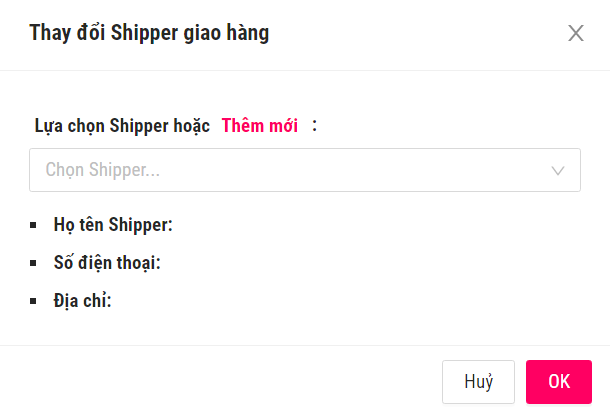 Thay đổi Shipper giao hàng
Lựa chọn Shipper hoặc Thêm mới :
Chọn Shipper...
Họ tên Shipper:
Số điện thoại:
Địa chỉ:
Huỷ OK